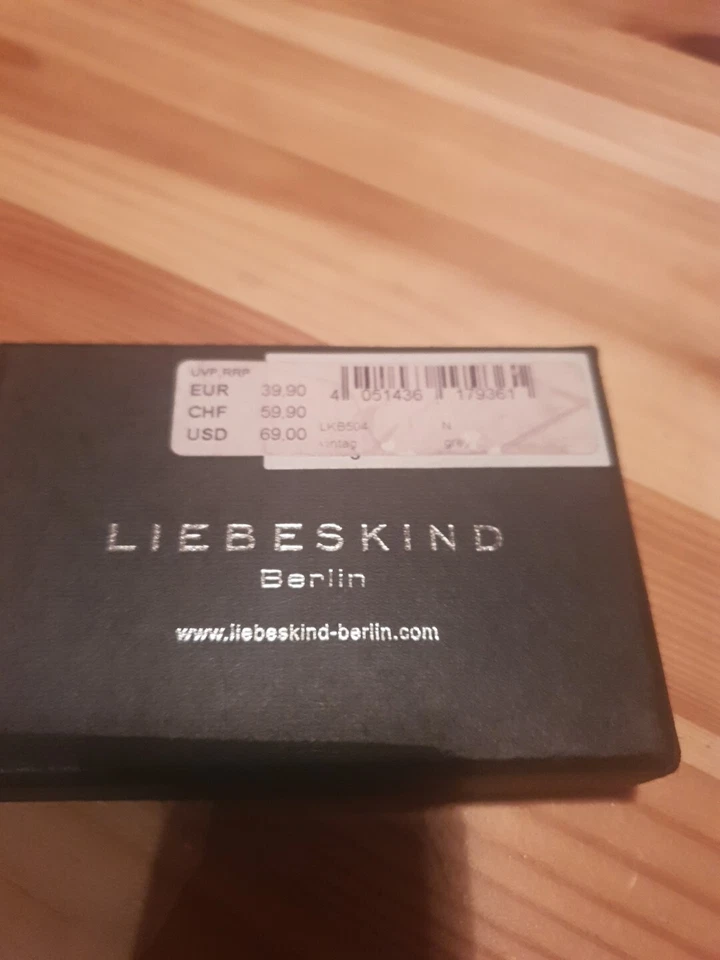 UVP/RRP
EUR 39,90
CHF 59,90
USD 69,00
4 051436 179361
LKB504 N
vintag grey
LIEBESKIND
Berlin
www.liebeskind-berlin.com